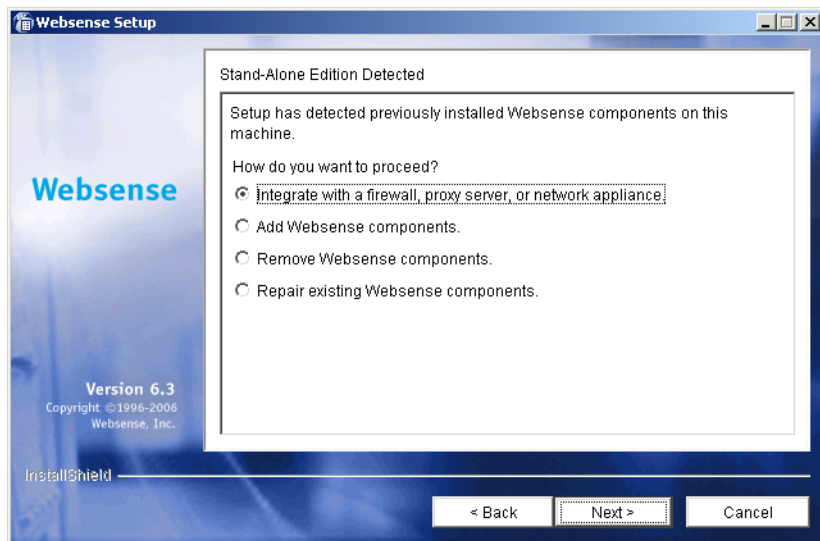 Websense Setup
Stand-Alone Edition Detected
Setup has detected previously installed Websense components on this
machine.
How do you want to proceed?
Integrate with a firewall, proxy server, or network appliance.
Add Websense components.
Remove Websense components.
Repair existing Websense components.
Websense
Version 6.3
Copyright ©1996-2006
Websense, Inc.
InstallShield
< Back
Next >
Cancel